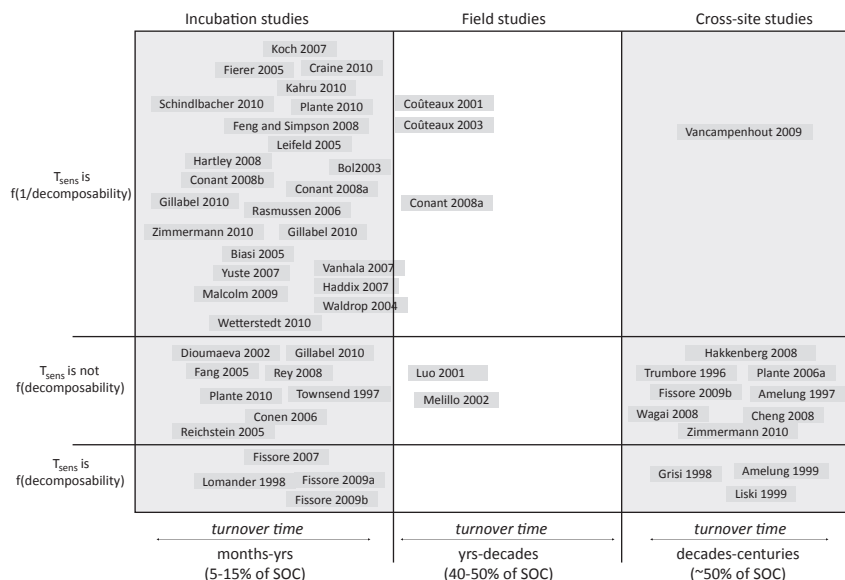 Incubation studies
Field studies
Cross-site studies
T_sens is
f(1/decomposability)
Koch 2007
Fierer 2005
Craine 2010
Kahru 2010
Schindlbacher 2010
Plante 2010
Feng and Simpson 2008
Leifeld 2005
Hartley 2008
Bol2003
Conant 2008b
Conant 2008a
Gillabel 2010
Rasmussen 2006
Zimmermann 2010
Gillabel 2010
Biasi 2005
Yuste 2007
Vanhala 2007
Haddix 2007
Malcolm 2009
Waldrop 2004
Wetterstedt 2010
Coûteaux 2001
Coûteaux 2003
Conant 2008a
Vancampenhout 2009
T_sens is not
f(decomposability)
Dioumaeva 2002
Gillabel 2010
Fang 2005
Rey 2008
Plante 2010
Townsend 1997
Conen 2006
Reichstein 2005
Luo 2001
Melillo 2002
Hakkenberg 2008
Trumbore 1996
Plante 2006a
Fissore 2009b
Amelung 1997
Wagai 2008
Cheng 2008
Zimmermann 2010
T_sens is
f(decomposability)
Fissore 2007
Lomander 1998
Fissore 2009a
Fissore 2009b
Grisi 1998
Amelung 1999
Liski 1999
turnover time
months-yrs
(5-15% of SOC)
turnover time
yrs-decades
(40-50% of SOC)
turnover time
decades-centuries
(~50% of SOC)